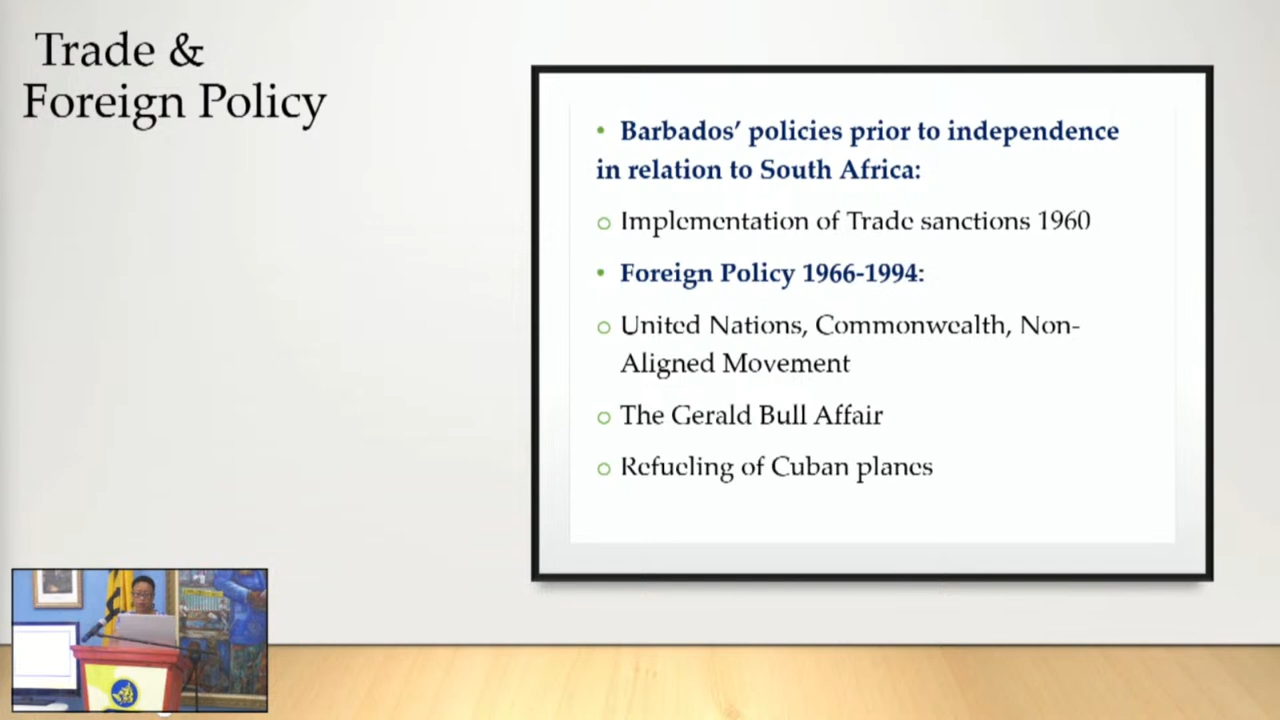 Trade &
Foreign Policy
• Barbados’ policies prior to independence
in relation to South Africa:
o Implementation of Trade sanctions 1960
• Foreign Policy 1966-1994:
o United Nations, Commonwealth, Non-
Aligned Movement
o The Gerald Bull Affair
o Refueling of Cuban planes